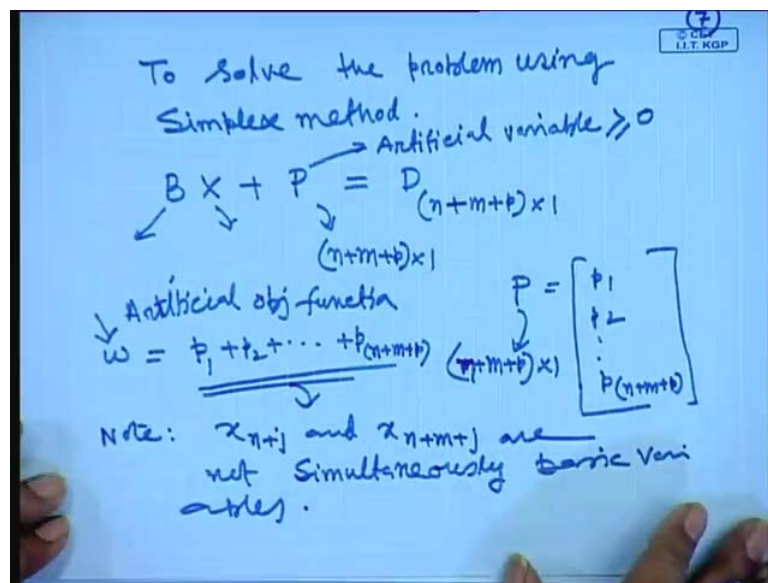 7
© CET
I.I.T. KGP
To solve the problem using
Simplex method.
Artificial variable ≥ 0
B X + P = D (n+m+p)×1
(n+m+p)×1
Artificial obj functia
w = p1 + p2 + ··· + p(n+m+p)
(n+m+p)×1
P = [ p1
p2
:
p(n+m+p) ]
Note: xn+j and xn+m+j are
not simultaneously basic vari
ables.